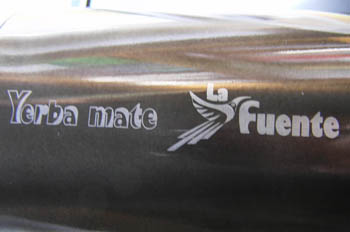 Yerba mate La Fuente